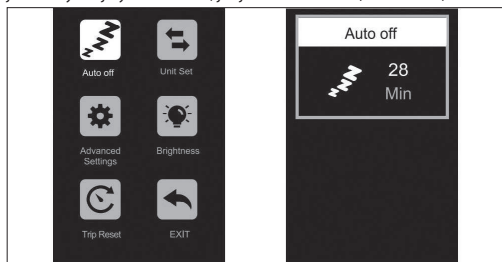 Auto off
Unit Set
Advanced
Settings
Brightness
Trip Reset
EXIT
Auto off
28
Min